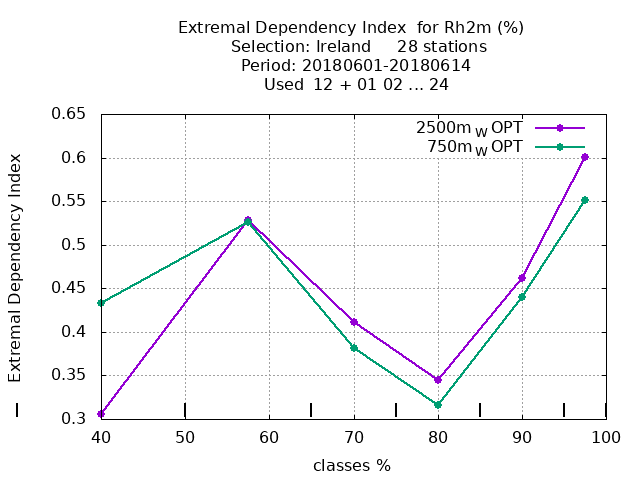 Extremal Dependency Index  for Rh2m (%)
Selection: Ireland     28 stations
Period: 20180601-20180614
Used  12 + 01 02 ... 24
2500m W OPT
750m W OPT
Extremal Dependency Index
0.65
0.6
0.55
0.5
0.45
0.4
0.35
0.3
40 50 60 70 80 90 100
classes %